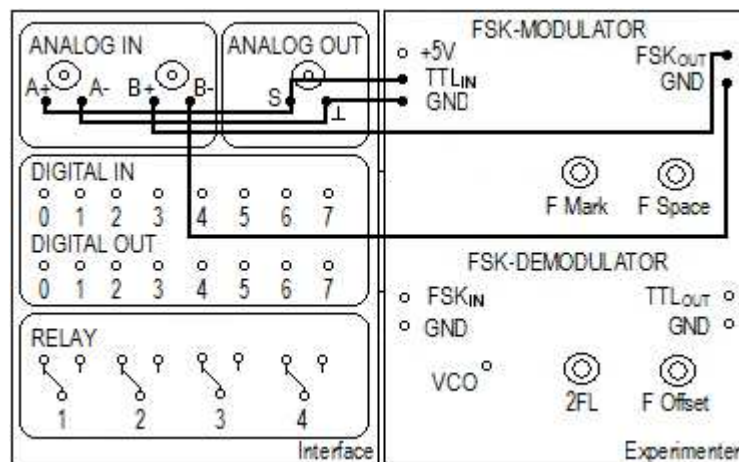 ANALOG IN
A+ A- B+ B-
ANALOG OUT
S ⊥
DIGITAL IN
0 1 2 3 4 5 6 7
DIGITAL OUT
0 1 2 3 4 5 6 7
RELAY
1 2 3 4
Interface
FSK-MODULATOR
+5V FSKOUT
TTLIN GND
GND
F Mark F Space
FSK-DEMODULATOR
FSKIN TTLOUT
GND GND
VCO
2FL F Offset
Experimenter